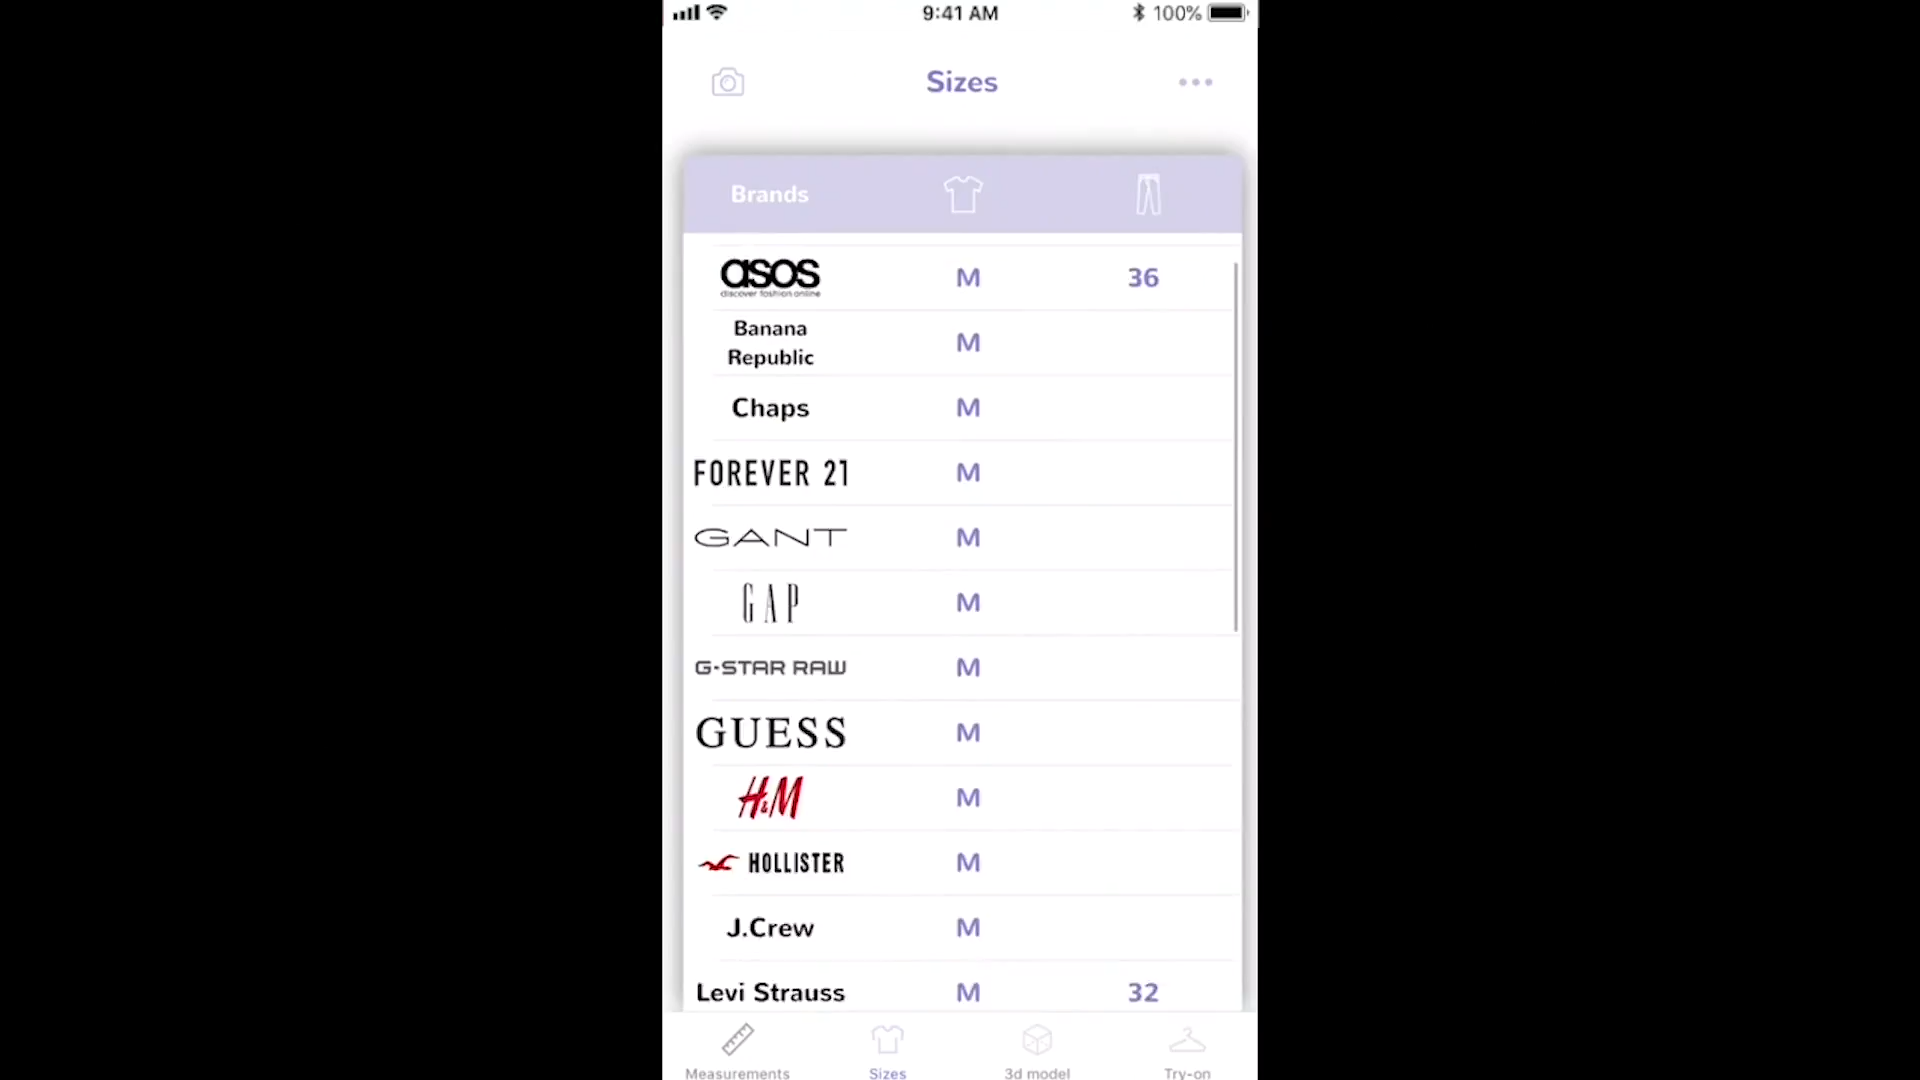 9:41 AM
100%
Sizes
Brands
asos
discover fashion online
M
36
Banana
Republic
M
Chaps
M
FOREVER 21
M
GANT
M
GAP
M
G-STAR RAW
M
GUESS
M
H&M
M
HOLLISTER
M
J.Crew
M
Levi Strauss
M
32
Measurements
Sizes
3d model
Try-on